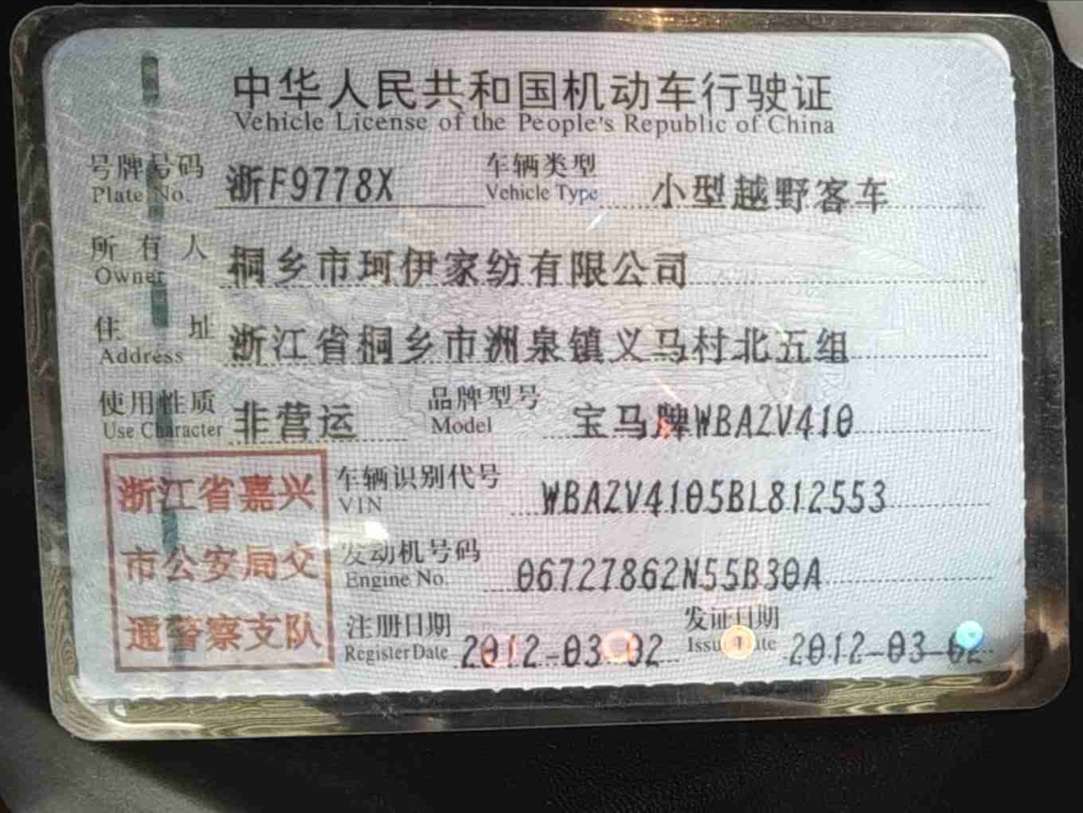 中华人民共和国机动车行驶证
Vehicle License of the People's Republic of China
号牌号码 浙F9778X 车辆类型 小型越野客车
Plate No. Vehicle Type
所有人 桐乡市珂伊家纺有限公司
Owner
住址 浙江省桐乡市洲泉镇义马村北五组
Address
使用性质 非营运 品牌型号 宝马牌WBAZV410
Use Character Model
浙江省嘉兴 车辆识别代号 WBAZV4105BL812553
VIN
市公安局交 发动机号码 06727862N55B30A
Engine No.
通警察支队 注册日期 2012-03-02 发证日期 2012-03-02
Register Date Issue Date